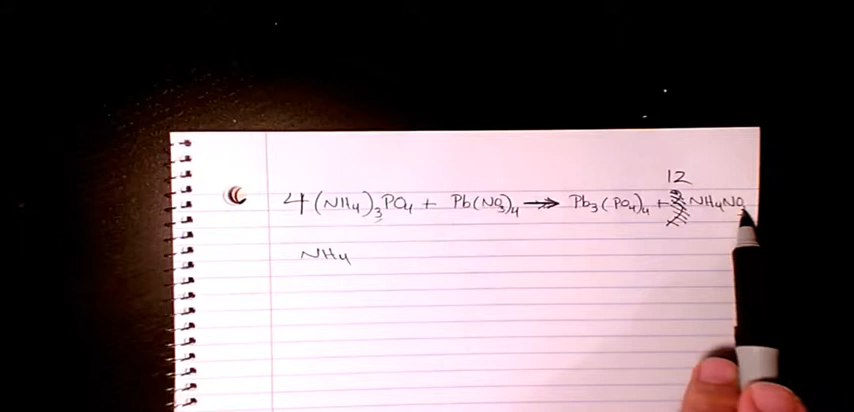 12
4(NH4)3PO4 + Pb(NO3)4 → Pb3(PO4)4 + NH4NO3
NH4